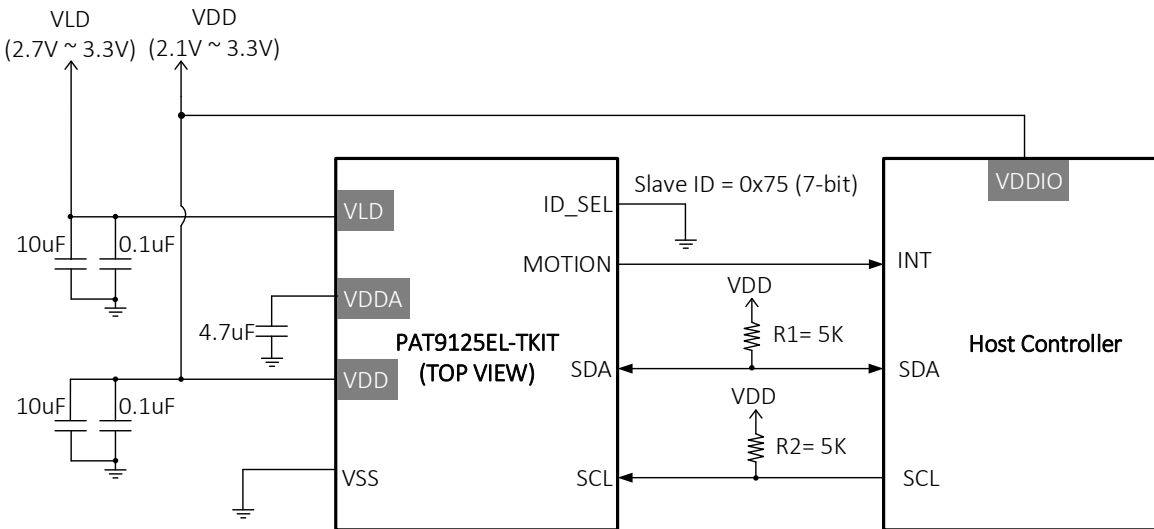 VLD
(2.7V ~ 3.3V)
VDD
(2.1V ~ 3.3V)
VLD
10uF
0.1uF
VDDA
4.7uF
VDD
10uF
0.1uF
VSS
PAT9125EL-TKIT
(TOP VIEW)
ID_SEL
MOTION
SDA
SCL
Slave ID = 0x75 (7-bit)
VDD
R1= 5K
VDD
R2= 5K
VDDIO
INT
SDA
SCL
Host Controller